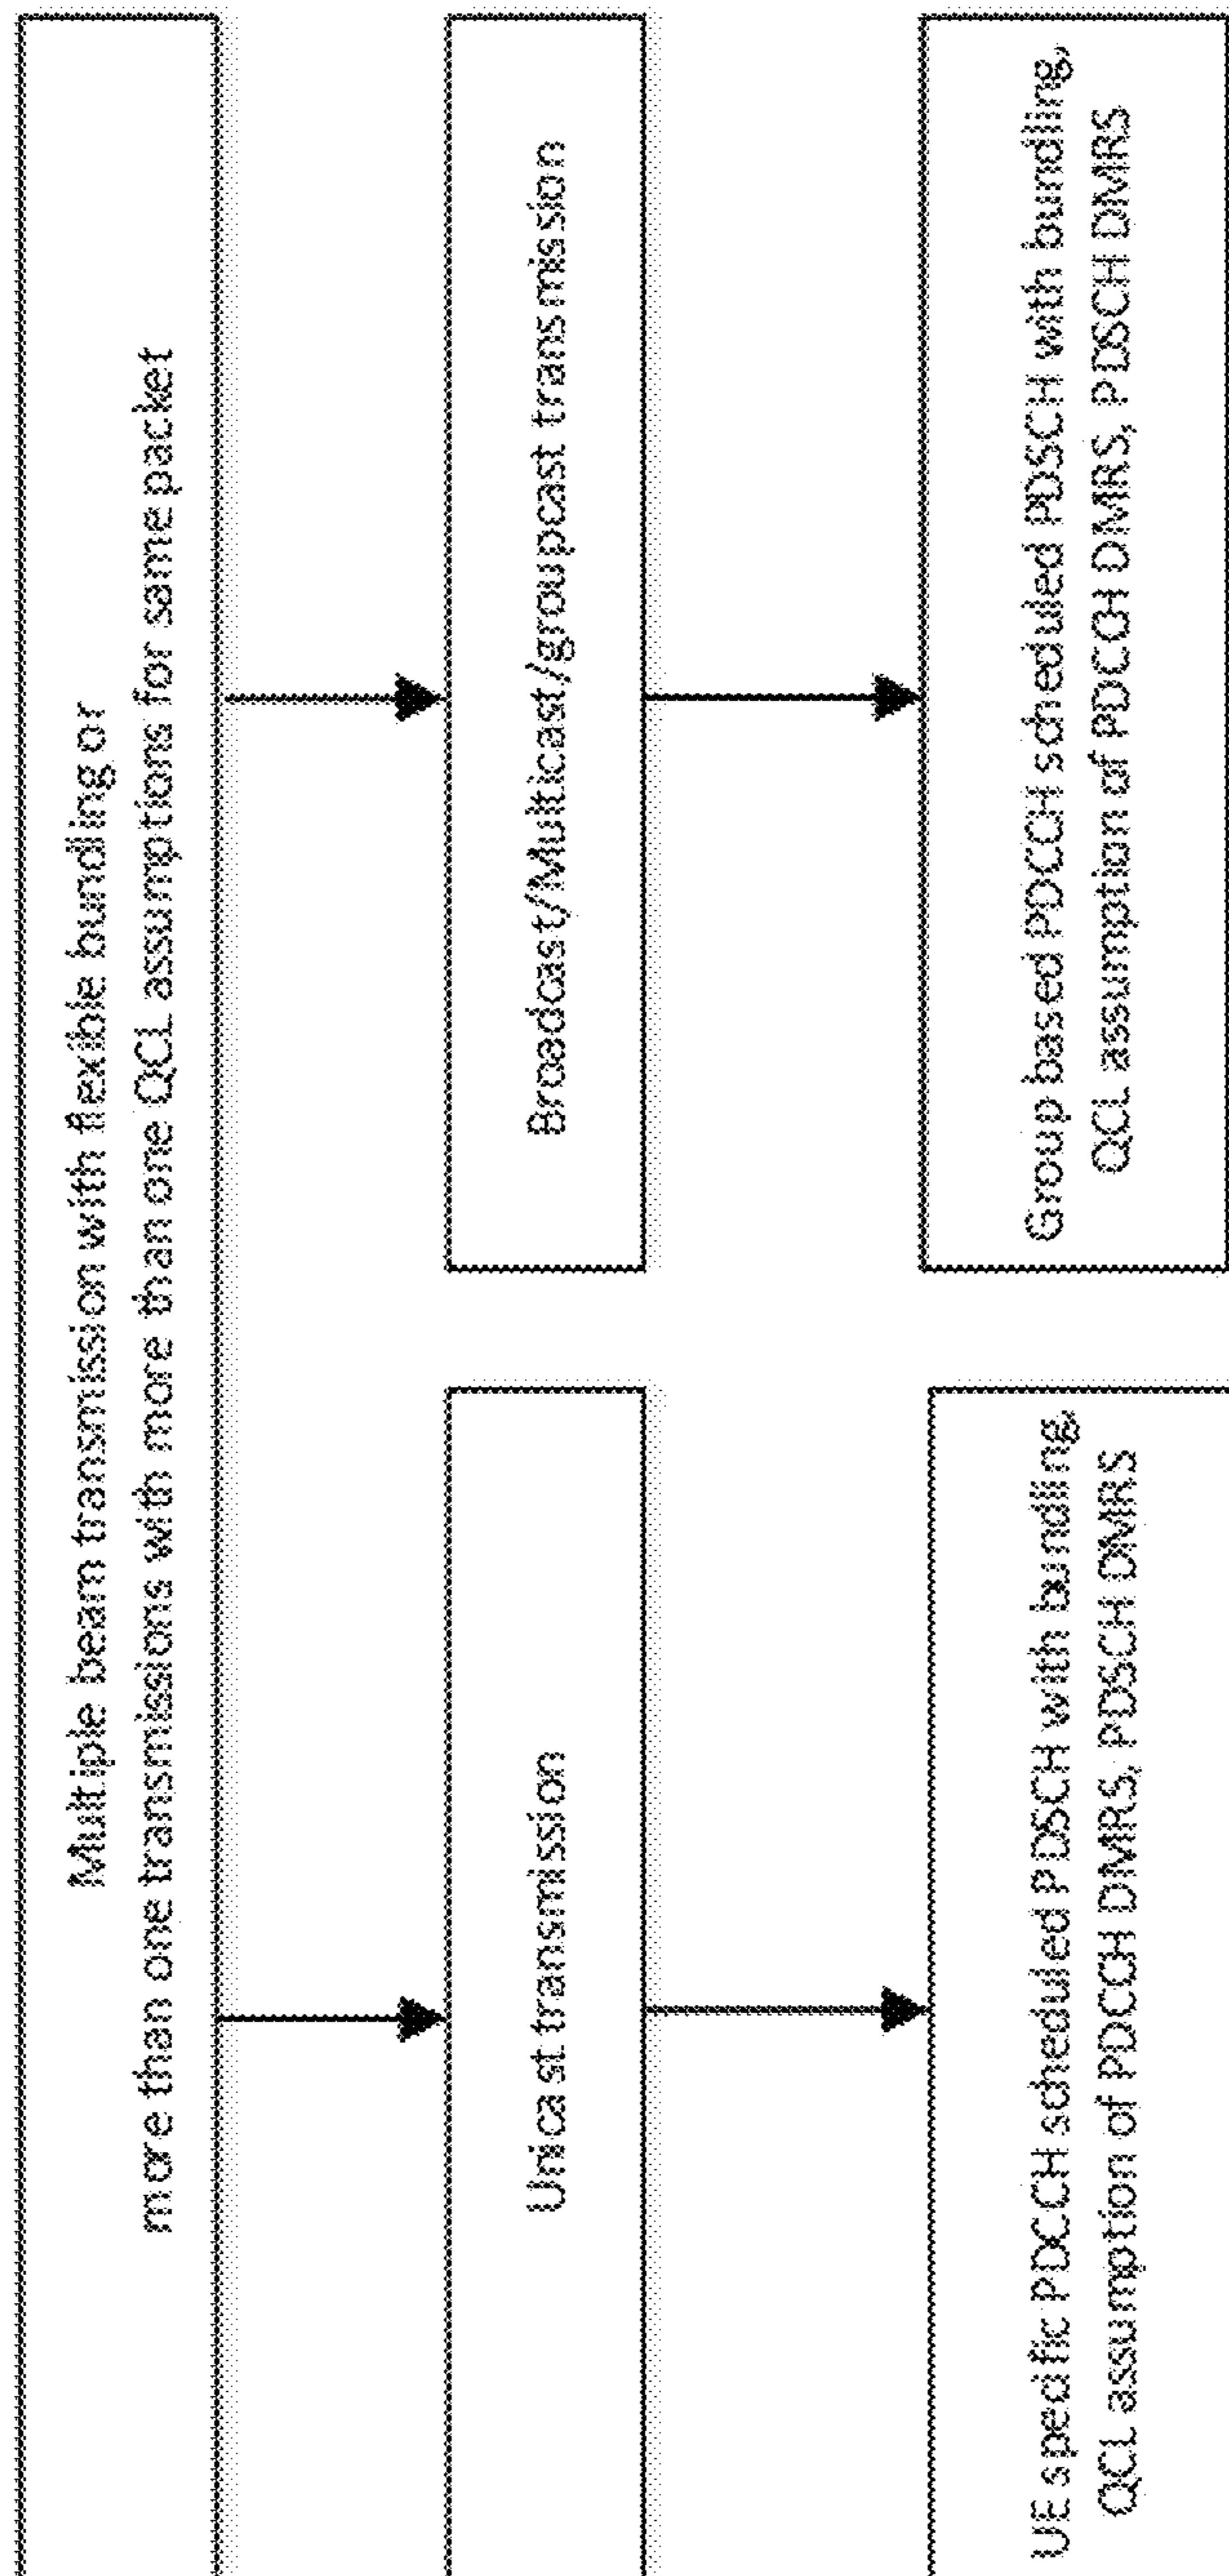 Multiple beam transmission with flexible bundling or
more than one transmissions with more than one QCL assumptions for same packet
Unicast transmission
Broadcast/Multicast/groupcast transmission
UE specific PDCCH scheduled PDSCH with bundling,
QCL assumption of PDCCH DMRS, PDSCH DMRS
Group based PDCCH scheduled PDSCH with bundling,
QCL assumption of PDCCH DMRS, PDSCH DMRS